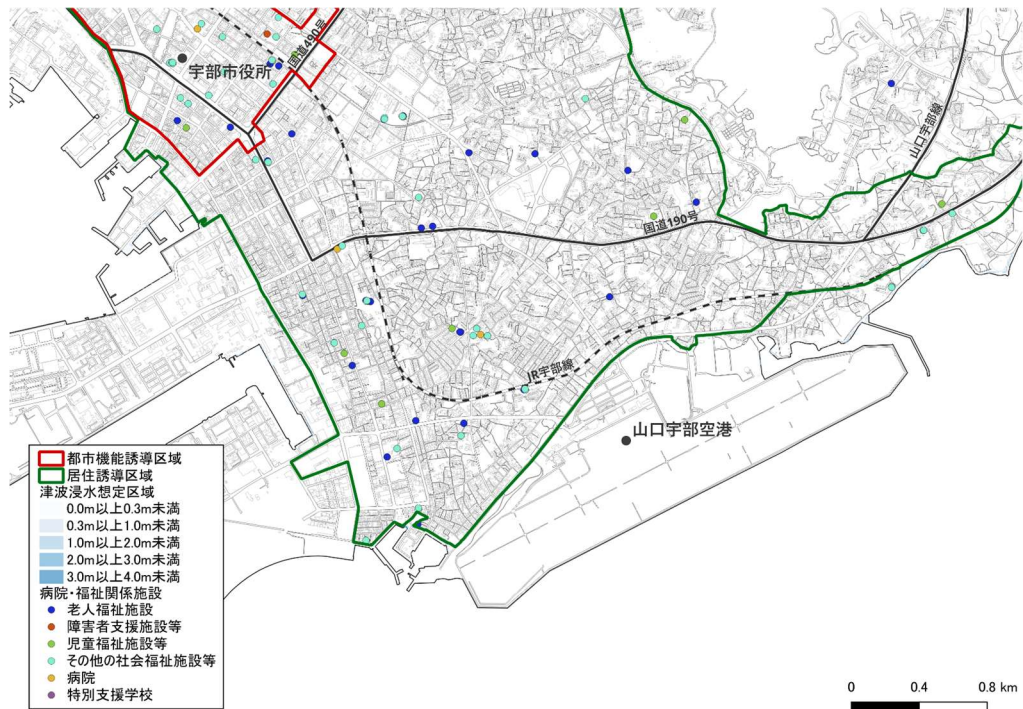 国道490号
宇部市役所
山口宇部線
国道190号
JR宇部線
山口宇部空港
都市機能誘導区域
居住誘導区域
津波浸水想定区域
0.0m以上0.3m未満
0.3m以上1.0m未満
1.0m以上2.0m未満
2.0m以上3.0m未満
3.0m以上4.0m未満
病院・福祉関係施設
老人福祉施設
障害者支援施設等
児童福祉施設等
その他の社会福祉施設等
病院
特別支援学校
0 0.4 0.8 km